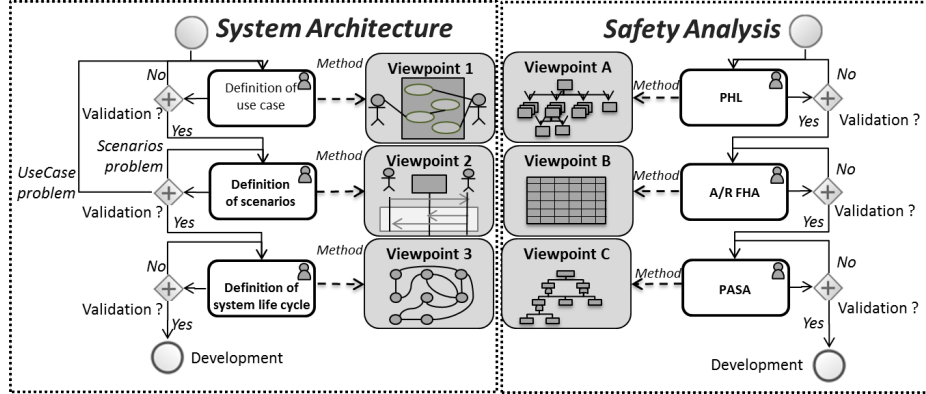 System Architecture
No
Definition of
use case
Method
Viewpoint 1
Validation ?
Yes
Scenarios
problem
UseCase
problem
Definition
of scenarios
Method
Viewpoint 2
Validation ?
Yes
No
Definition of
system life cycle
Method
Viewpoint 3
Validation ?
Yes
Development
Safety Analysis
Viewpoint A
Method
PHL
No
Yes
Validation ?
Viewpoint B
Method
A/R FHA
No
Validation ?
Yes
Viewpoint C
Method
PASA
No
Validation ?
Yes
Development